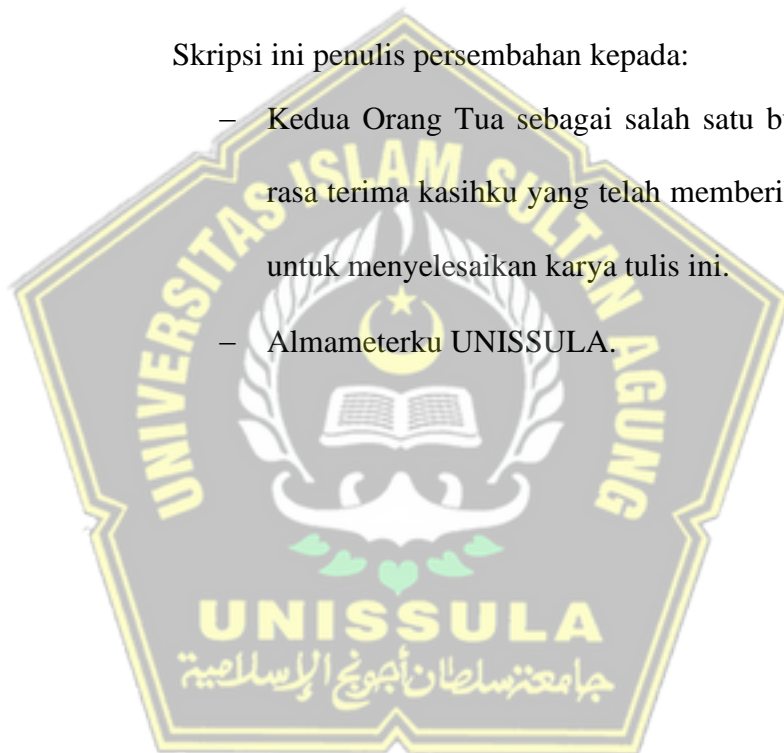 Skripsi ini penulis persembahan kepada:
– Kedua Orang Tua sebagai salah satu
rasa terima kasihku yang telah memberi
untuk menyelesaikan karya tulis ini.
– Almameterku UNISSULA.
UNIVERSITAS ISLAM SULTAN AGUNG
UNISSULA
جامعة سلطان أجونج الإسلامية